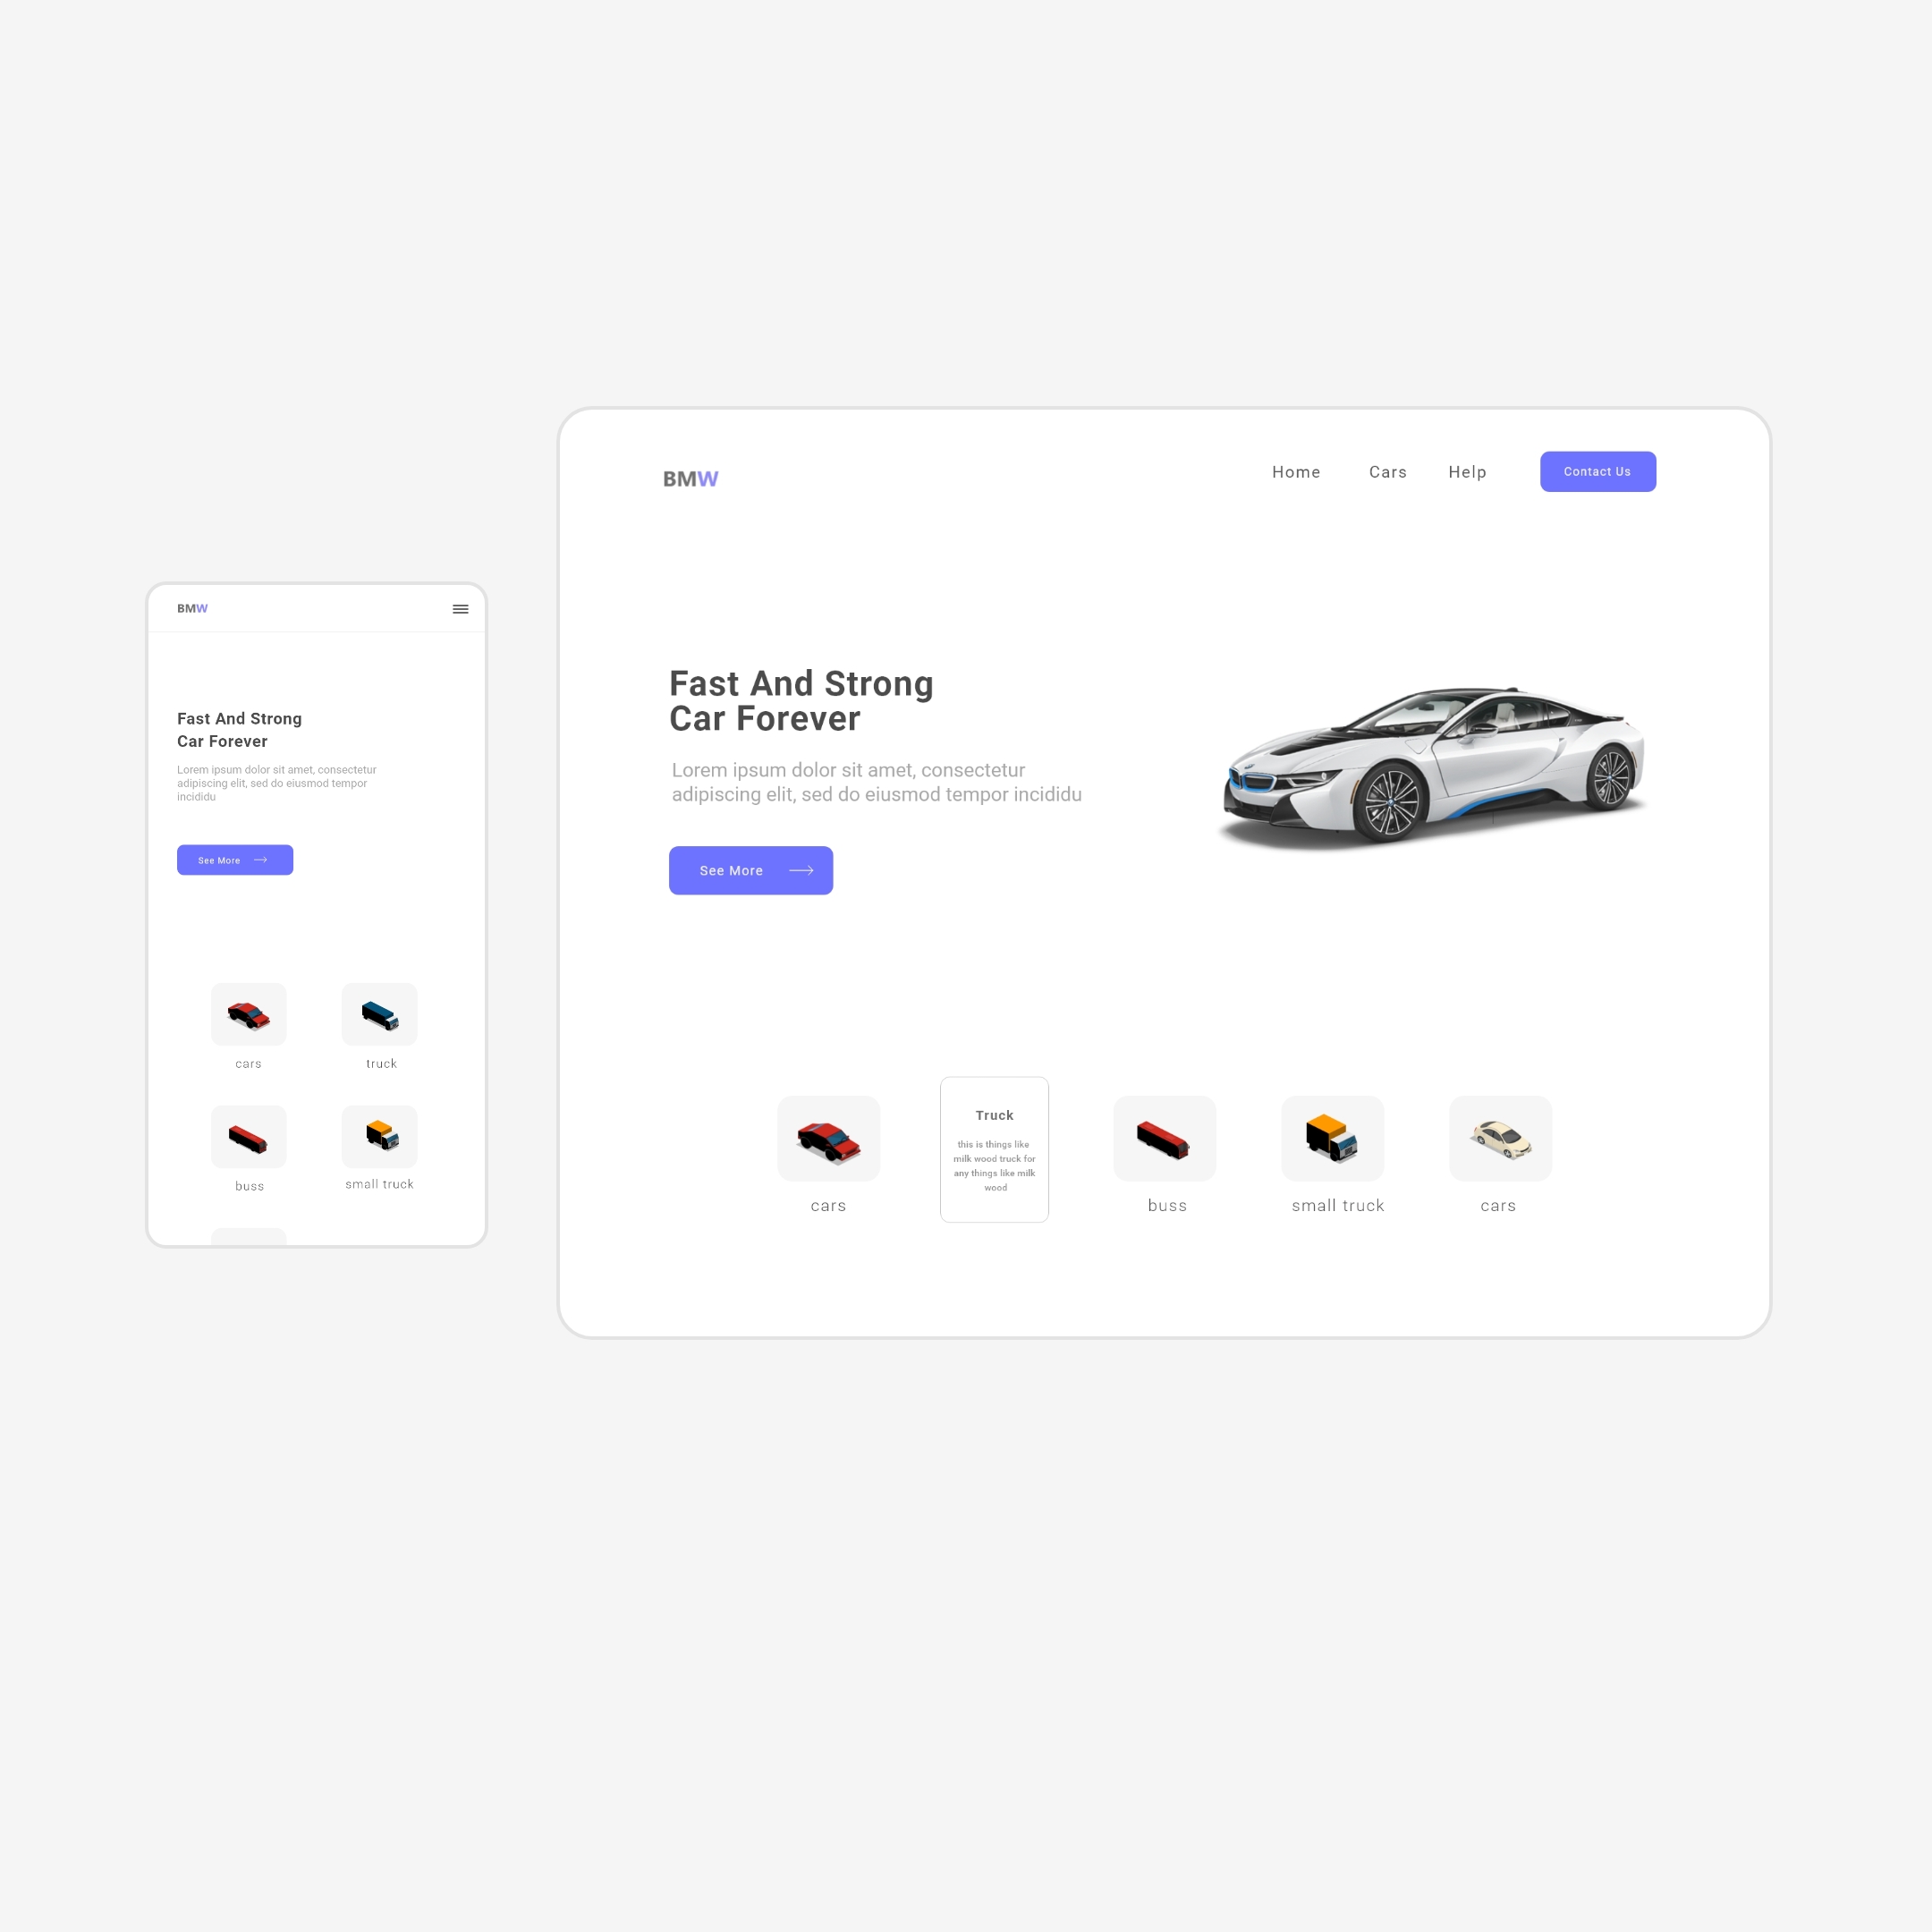 BMW
Fast And Strong
Car Forever
Lorem ipsum dolor sit amet, consectetur
adipiscing elit, sed do eiusmod tempor
incididu
See More
cars
truck
buss
small truck
BMW
Home
Cars
Help
Contact Us
Fast And Strong
Car Forever
Lorem ipsum dolor sit amet, consectetur
adipiscing elit, sed do eiusmod tempor incididu
See More
cars
Truck
this is things like
milk wood truck for
any things like milk
wood
buss
small truck
cars